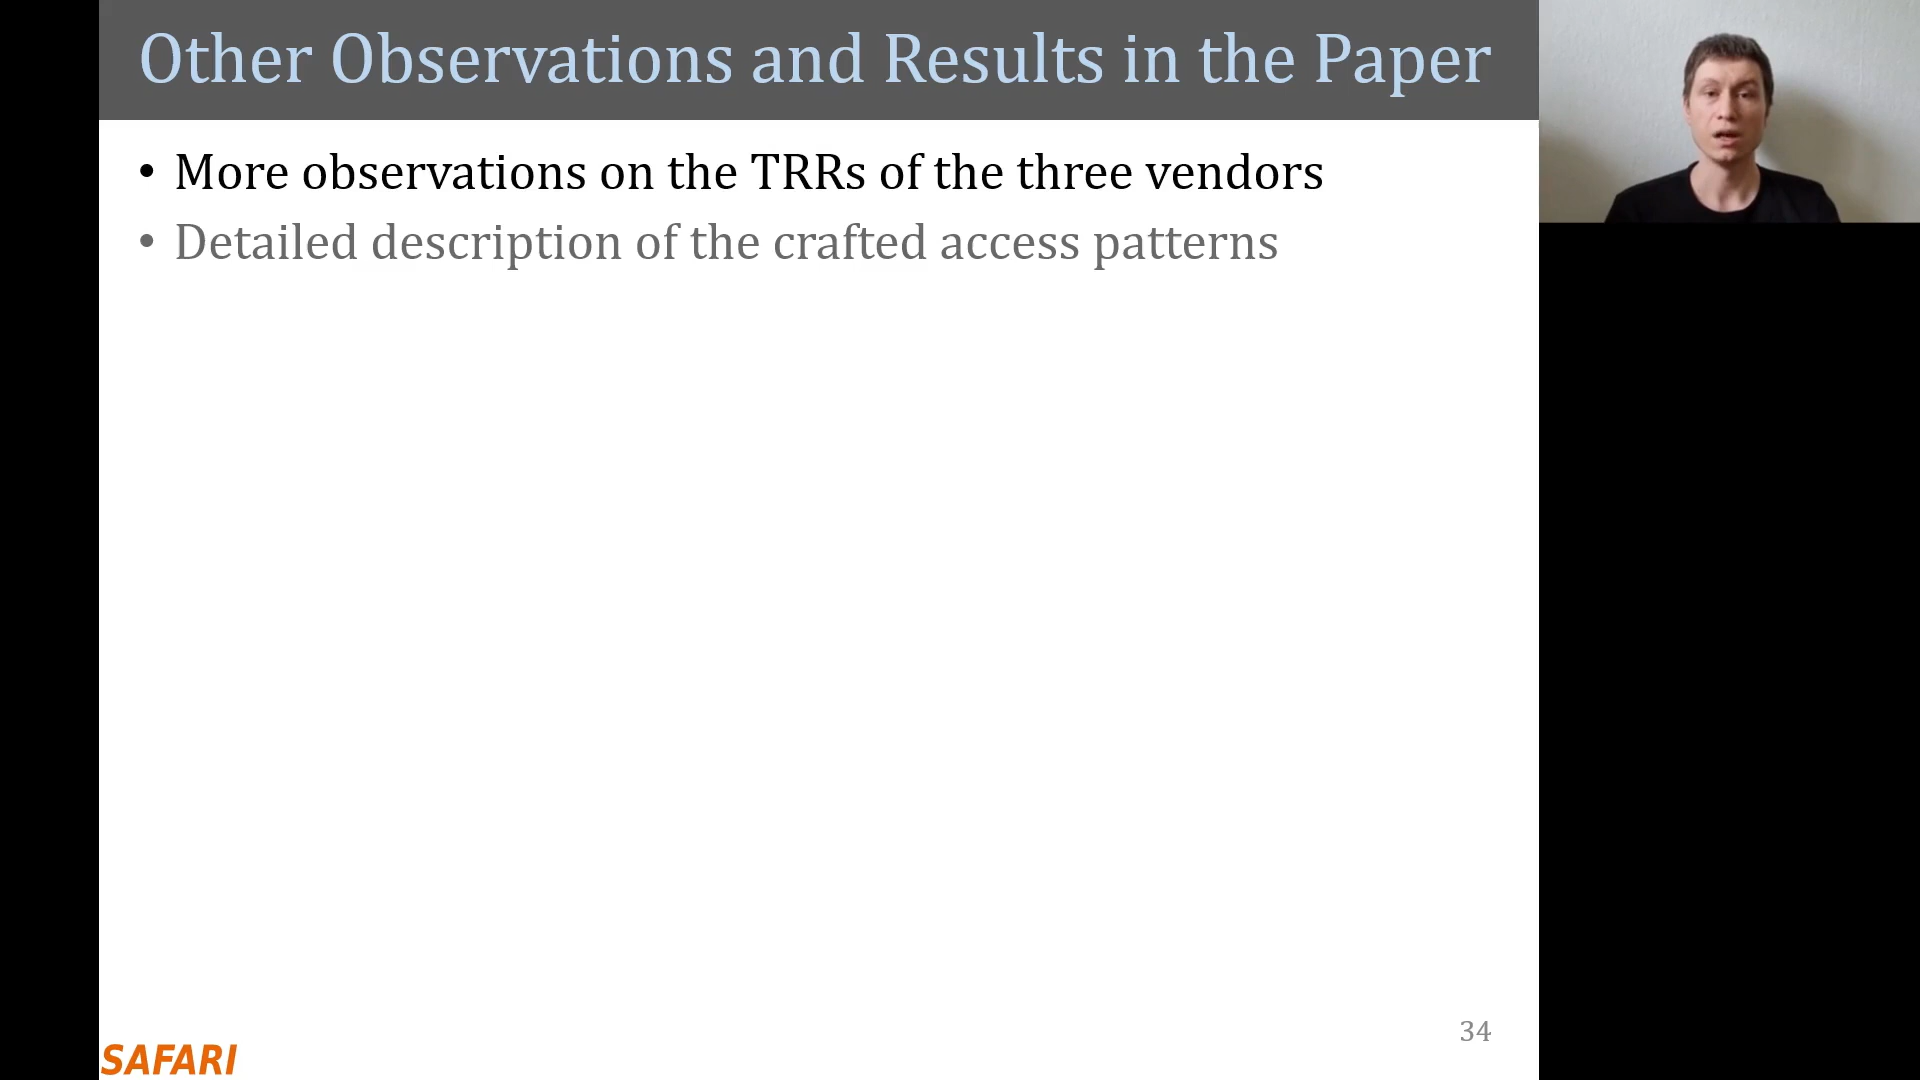 Other Observations and Results in the Paper
• More observations on the TRRs of the three vendors
• Detailed description of the crafted access patterns
34
SAFARI